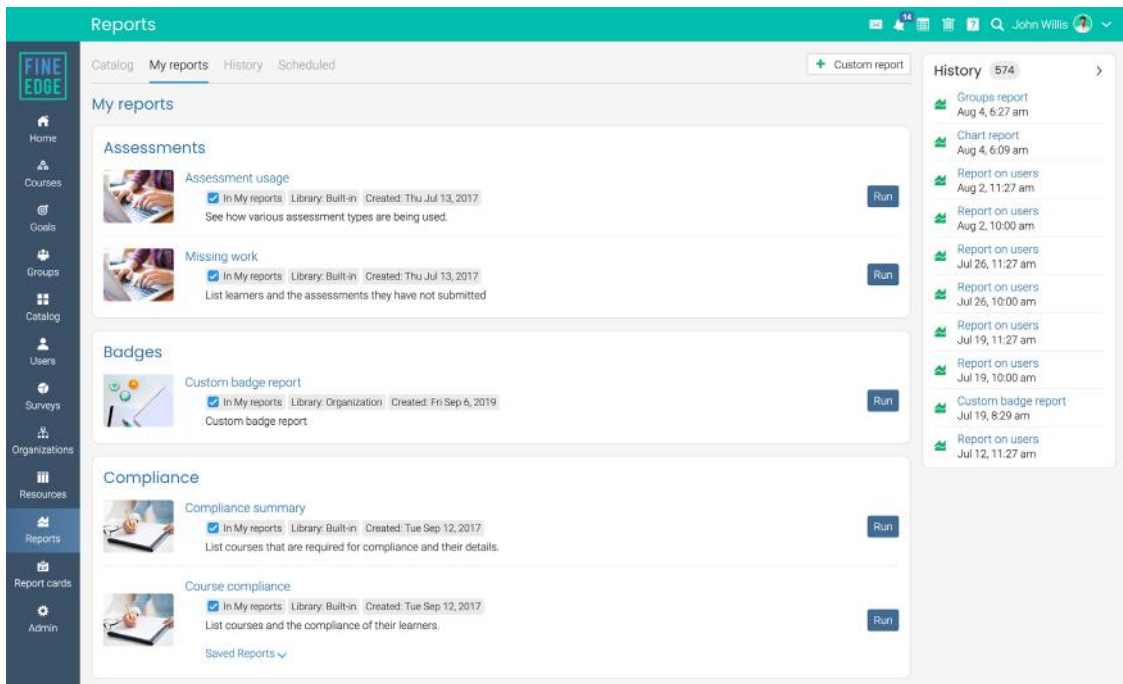 Reports
14
?
John Willis
FINE
EDGE
Home
Courses
Goals
Groups
Catalog
Users
Surveys
Organizations
Resources
Reports
Report cards
Admin
Catalog My reports History Scheduled
+ Custom report
My reports
Assessments
Assessment usage
In My reports Library: Built-in Created: Thu Jul 13, 2017
See how various assessment types are being used.
Run
Missing work
In My reports Library: Built-in Created: Thu Jul 13, 2017
List learners and the assessments they have not submitted
Run
Badges
Custom badge report
In My reports Library: Organization Created: Fri Sep 6, 2019
Custom badge report
Run
Compliance
Compliance summary
In My reports Library: Built-in Created: Tue Sep 12, 2017
List courses that are required for compliance and their details.
Run
Course compliance
In My reports Library: Built-in Created: Tue Sep 12, 2017
List courses and the compliance of their learners.
Run
Saved Reports
History 574
Groups report
Aug 4, 6:27 am
Chart report
Aug 4, 6:09 am
Report on users
Aug 2, 11:27 am
Report on users
Aug 2, 10:00 am
Report on users
Jul 26, 11:27 am
Report on users
Jul 26, 10:00 am
Report on users
Jul 19, 11:27 am
Report on users
Jul 19, 10:00 am
Custom badge report
Jul 19, 8:29 am
Report on users
Jul 12, 11:27 am